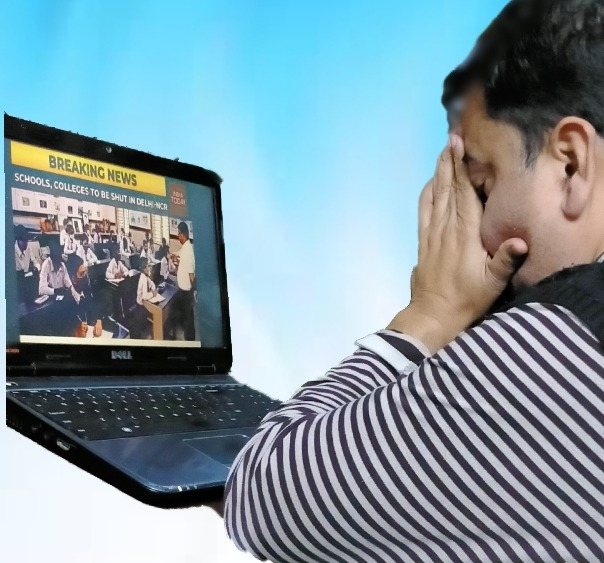 BREAKING NEWS
SCHOOLS, COLLEGES TO BE SHUT IN DELHI-NCR
INDIA
TODAY
DELL